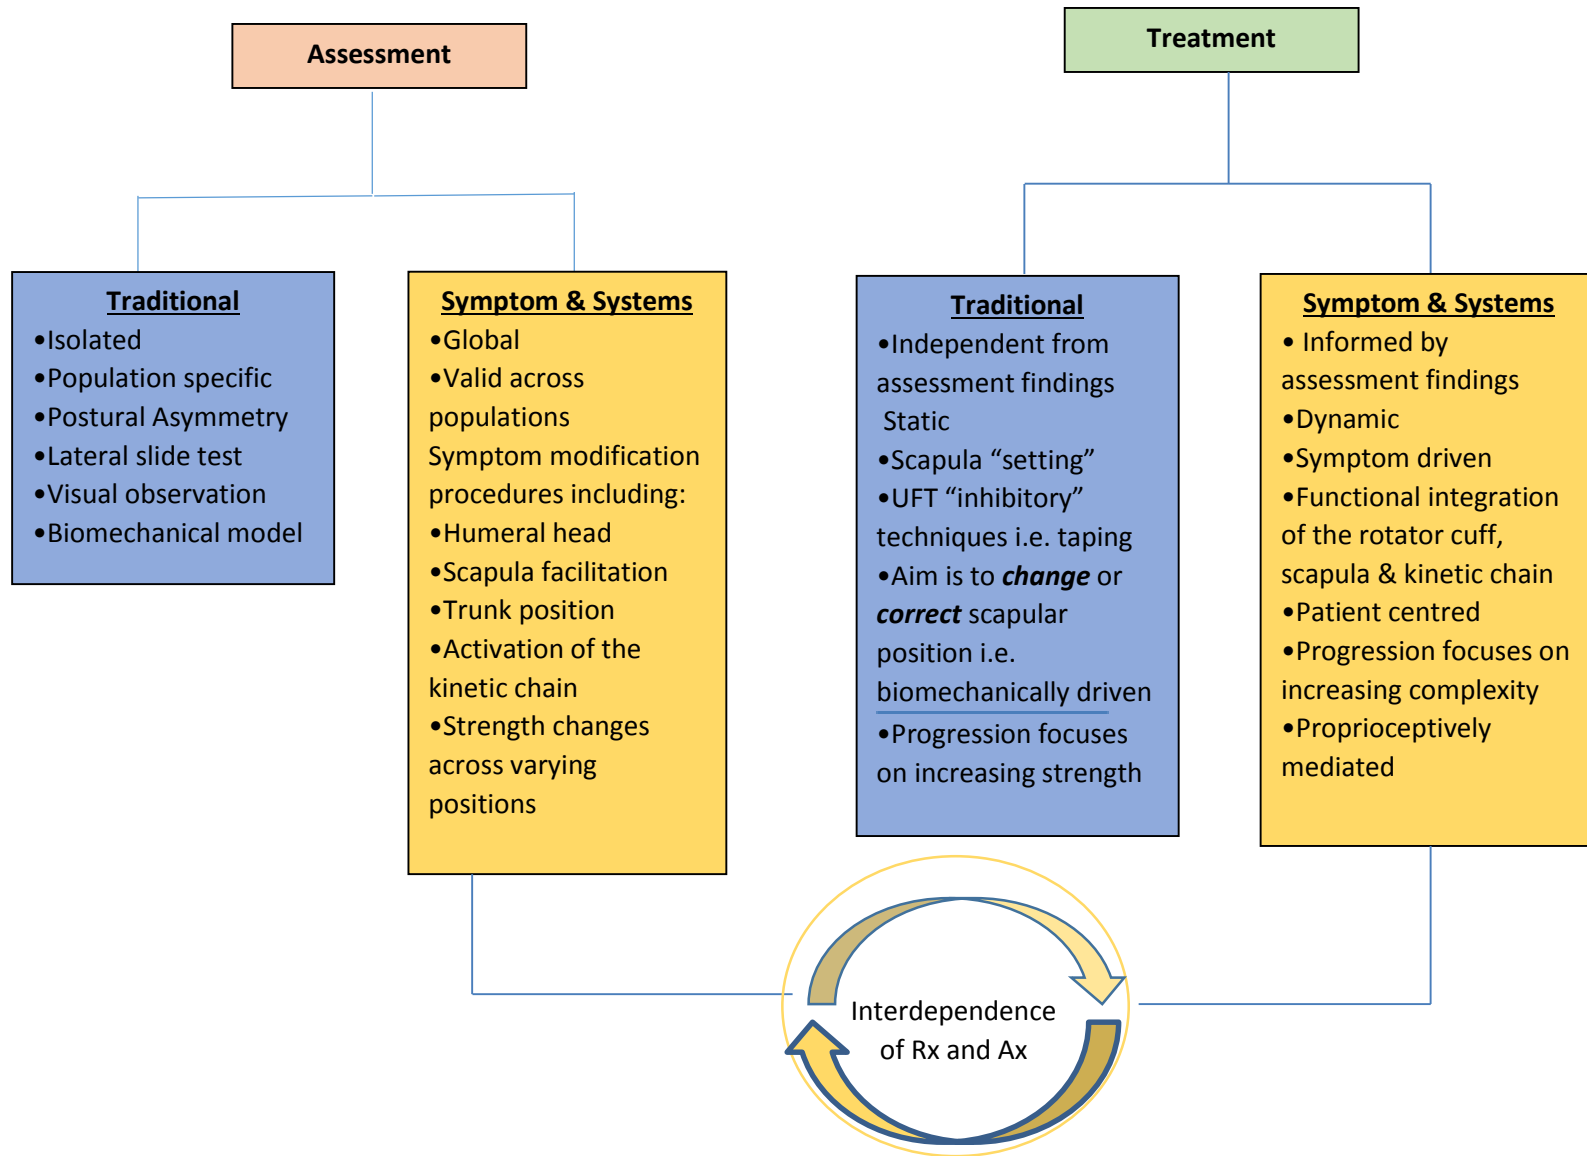 Assessment
Treatment
Traditional
•Isolated
•Population specific
•Postural Asymmetry
•Lateral slide test
•Visual observation
•Biomechanical model
Symptom & Systems
•Global
•Valid across
populations
Symptom modification
procedures including:
•Humeral head
•Scapula facilitation
•Trunk position
•Activation of the
kinetic chain
•Strength changes
across varying
positions
Traditional
•Independent from
assessment findings
Static
•Scapula “setting”
•UFT “inhibitory”
techniques i.e. taping
•Aim is to change or
correct scapular
position i.e.
biomechanically driven
•Progression focuses
on increasing strength
Symptom & Systems
• Informed by
assessment findings
•Dynamic
•Symptom driven
•Functional integration
of the rotator cuff,
scapula & kinetic chain
•Patient centred
•Progression focuses on
increasing complexity
•Proprioceptively
mediated
Interdependence
of Rx and Ax